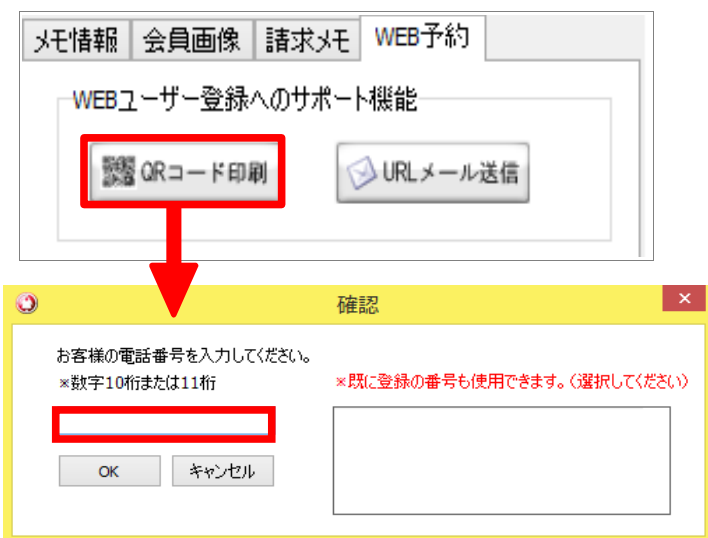 メモ情報 会員画像 請求メモ WEB予約
WEBユーザー登録へのサポート機能
QRコード印刷 URLメール送信
確認
お客様の電話番号を入力してください。
※数字10桁または11桁
※既に登録の番号も使用できます。(選択してください)
OK キャンセル